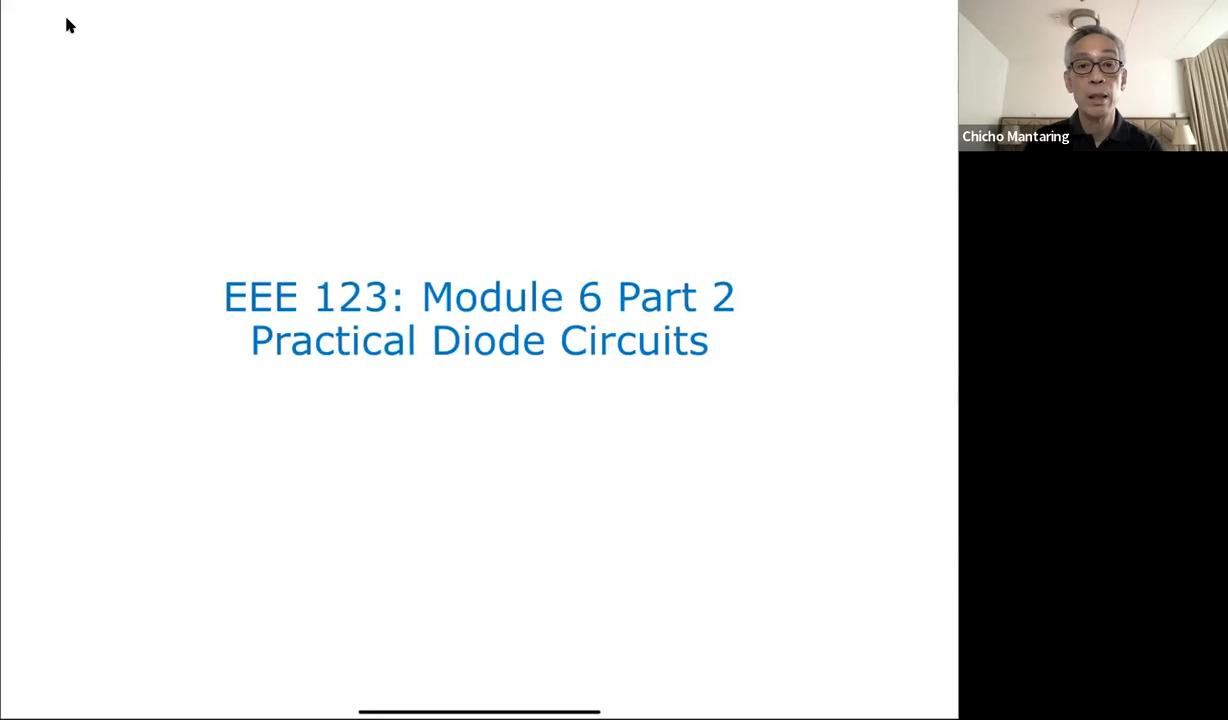 EEE 123: Module 6 Part 2
Practical Diode Circuits
Chicho Mantaring